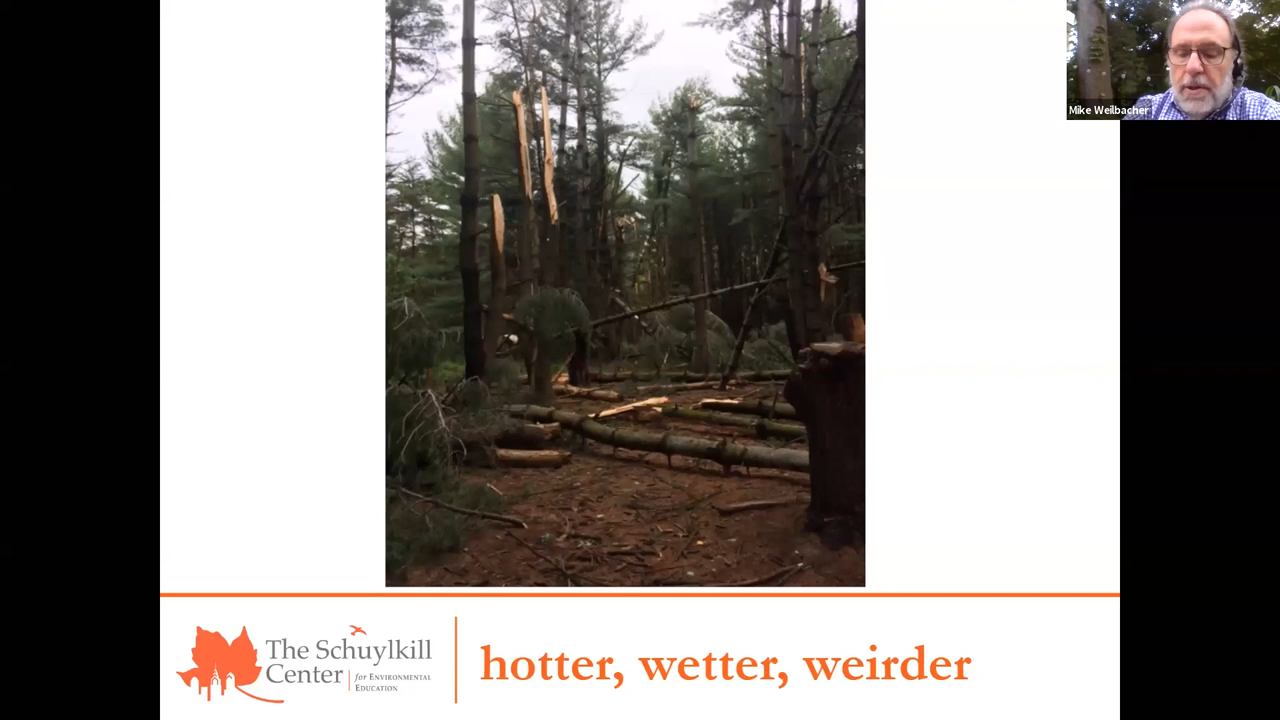 Mike Weilbacher
The Schuylkill
Center
for ENVIRONMENTAL
EDUCATION
hotter, wetter, weirder